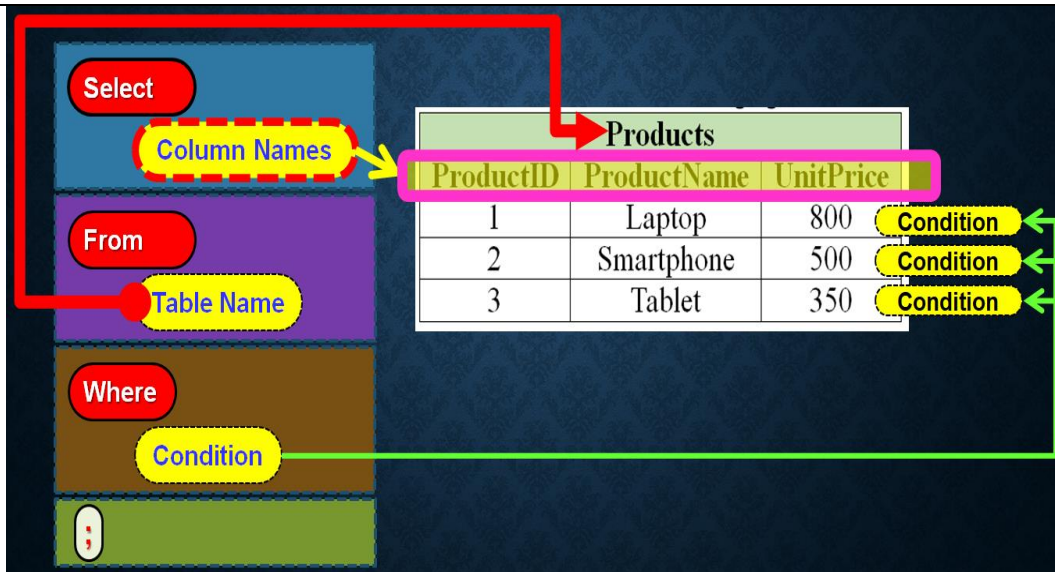 Select
Column Names
From
Table Name
Where
Condition
;
Products
ProductID ProductName UnitPrice
1 Laptop 800 Condition
2 Smartphone 500 Condition
3 Tablet 350 Condition